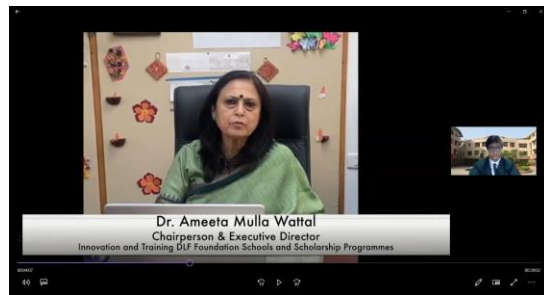 Dr. Ameeta Mulla Wattal
Chairperson & Executive Director
Innovation and Training DLF Foundation Schools and Scholarship Programmes